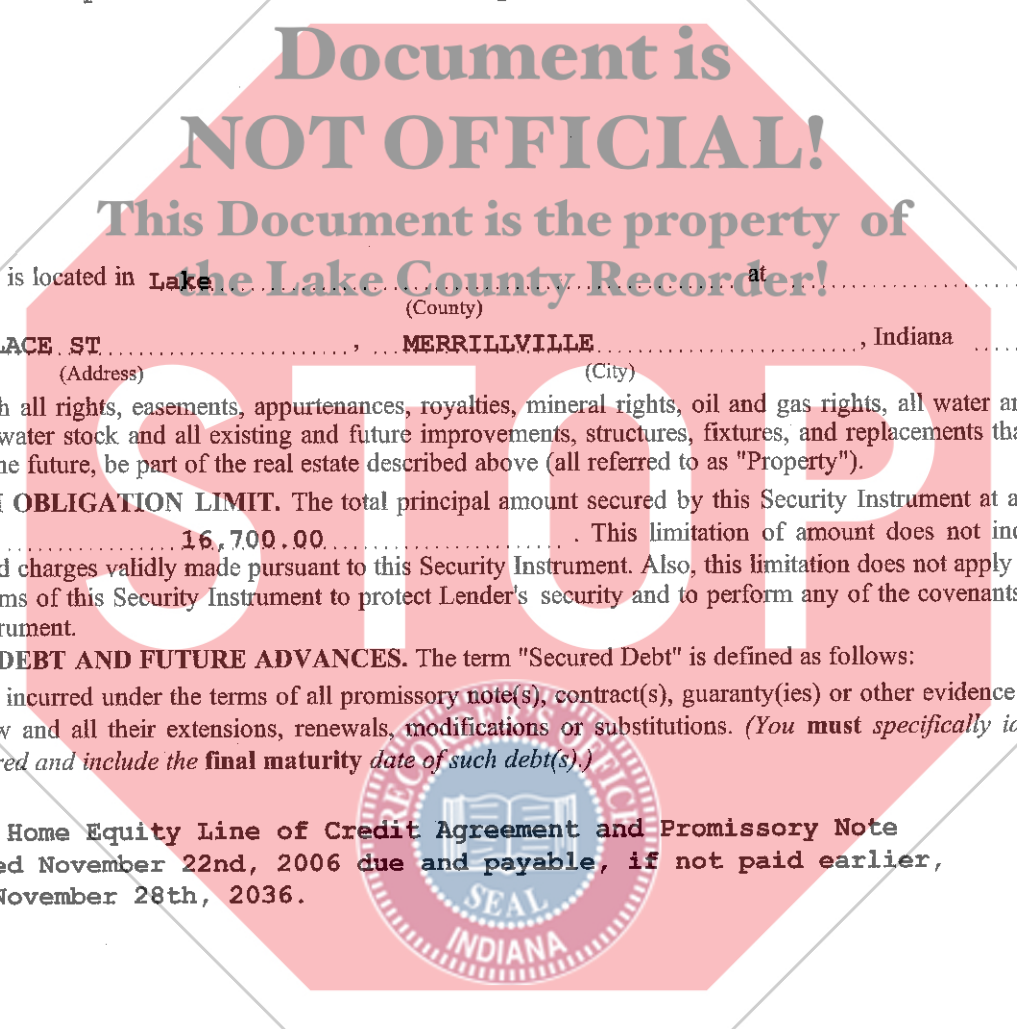 Document is
NOT OFFICIAL!
This Document is the property of
the Lake County Recorder!
is located in Lake at
(County)
LACE ST , MERRILLVILLE , Indiana
(Address) (City)
all rights, easements, appurtenances, royalties, mineral rights, oil and gas rights, all water
water stock and all existing and future improvements, structures, fixtures, and replacements
future, be part of the real estate described above (all referred to as "Property").
OBLIGATION LIMIT. The total principal amount secured by this Security Instrument at
16,700.00 . This limitation of amount does not
charges validly made pursuant to this Security Instrument. Also, this limitation does not apply
of this Security Instrument to protect Lender's security and to perform any of the covenants
STOP
DEBT AND FUTURE ADVANCES. The term "Secured Debt" is defined as follows:
incurred under the terms of all promissory note(s), contract(s), guaranty(ies) or other evidence
and all their extensions, renewals, modifications or substitutions. (You must specifically
and include the final maturity date of such debt(s).)
Home Equity Line of Credit Agreement and Promissory Note
November 22nd, 2006 due and payable, if not paid earlier,
November 28th, 2036.
RECORDER'S OFFICE
SEAL
INDIANA